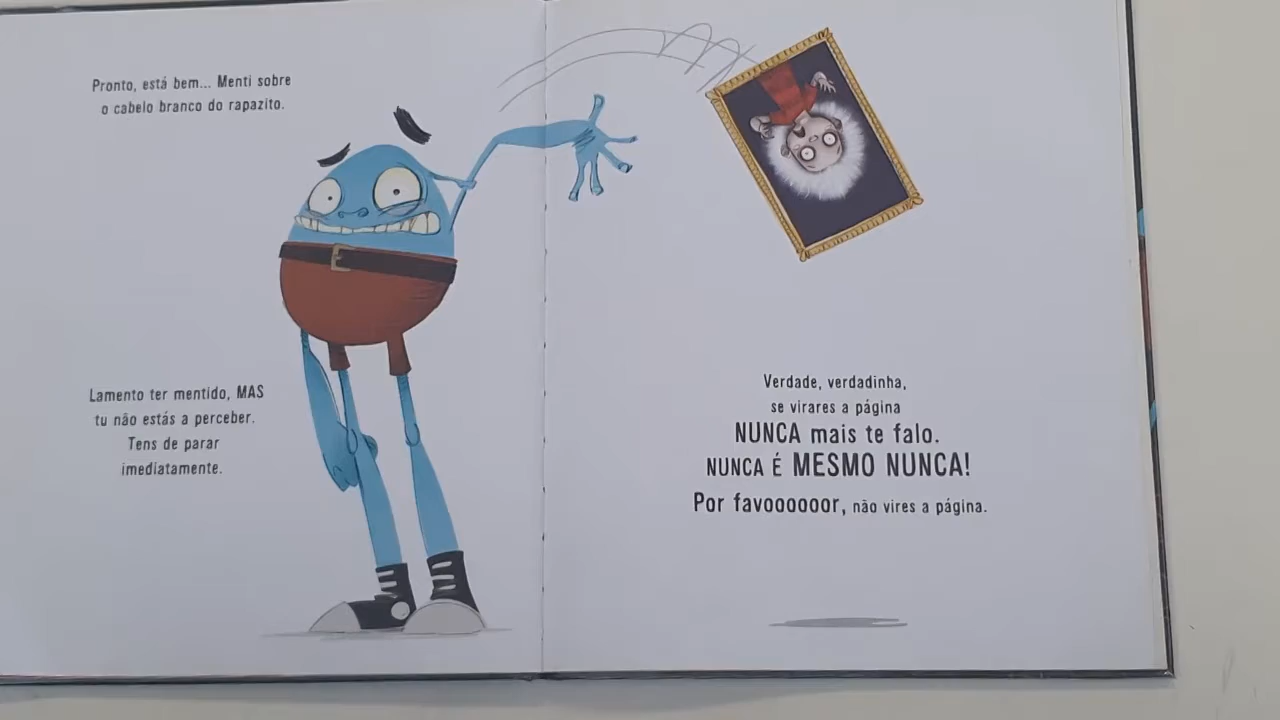 Pronto, está bem... Menti sobre
o cabelo branco do rapazito.
Lamento ter mentido, MAS
tu não estás a perceber.
Tens de parar
imediatamente.
Verdade, verdadinha,
se virares a página
NUNCA mais te falo.
NUNCA É MESMO NUNCA!
Por favoooooor, não vires a página.